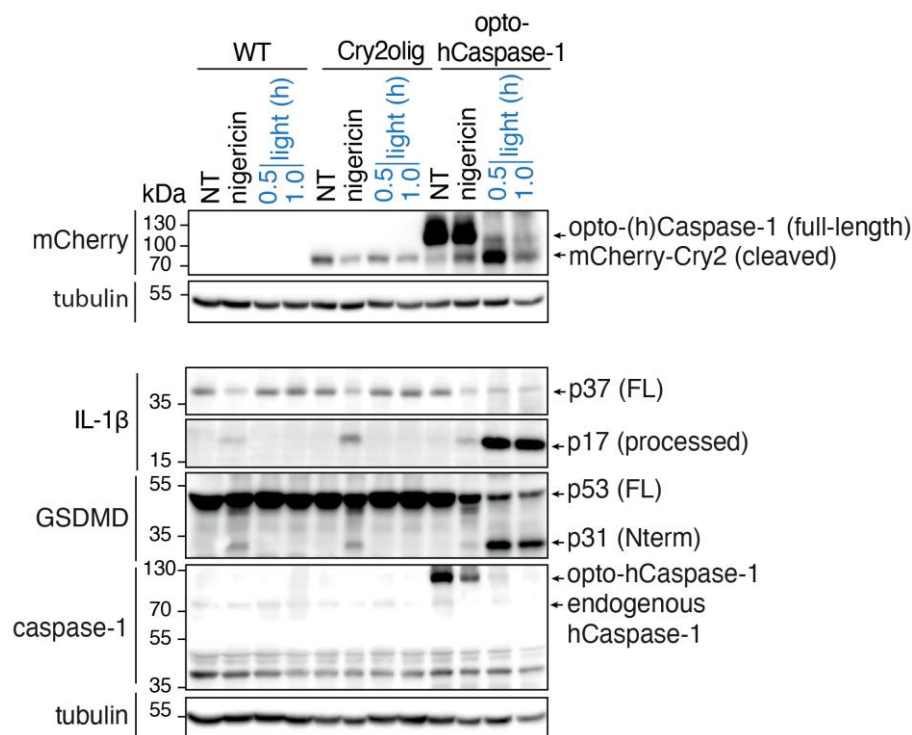 opto-
hCaspase-1
WT
Cry2olig
NT
nigericin
0.5
1.0
light (h)
NT
nigericin
0.5
1.0
light (h)
NT
nigericin
0.5
1.0
light (h)
kDa
mCherry
130
100
70
opto-(h)Caspase-1 (full-length)
mCherry-Cry2 (cleaved)
tubulin
55
IL-1β
35
p37 (FL)
15
p17 (processed)
GSDMD
55
35
p53 (FL)
p31 (Nterm)
caspase-1
130
70
55
35
opto-hCaspase-1
endogenous
hCaspase-1
tubulin
55